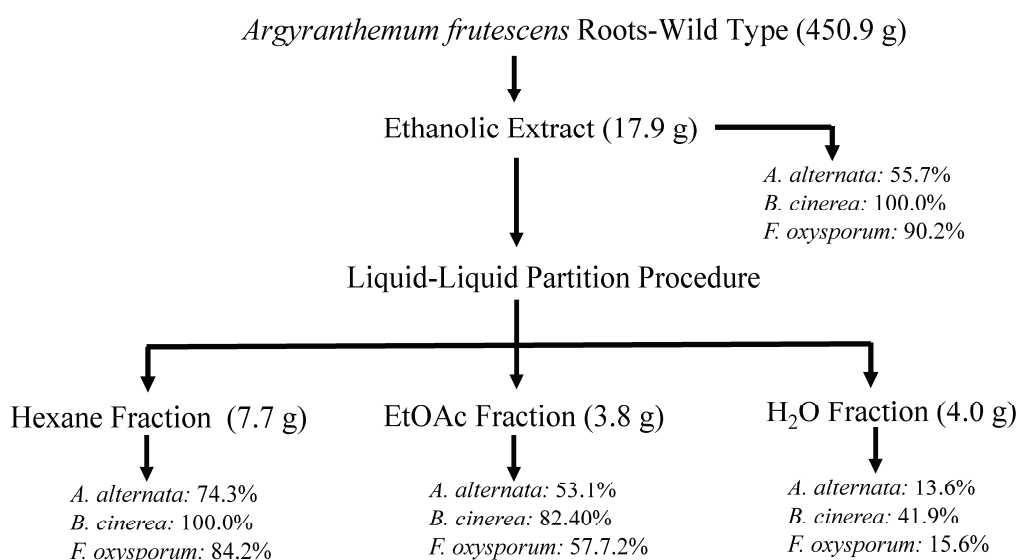 Argyranthemum frutescens Roots-Wild Type (450.9 g)
Ethanolic Extract (17.9 g)
A. alternata: 55.7%
B. cinerea: 100.0%
F. oxysporum: 90.2%
Liquid-Liquid Partition Procedure
Hexane Fraction (7.7 g)
A. alternata: 74.3%
B. cinerea: 100.0%
F. oxysporum: 84.2%
EtOAc Fraction (3.8 g)
A. alternata: 53.1%
B. cinerea: 82.40%
F. oxysporum: 57.7.2%
H₂O Fraction (4.0 g)
A. alternata: 13.6%
B. cinerea: 41.9%
F. oxysporum: 15.6%